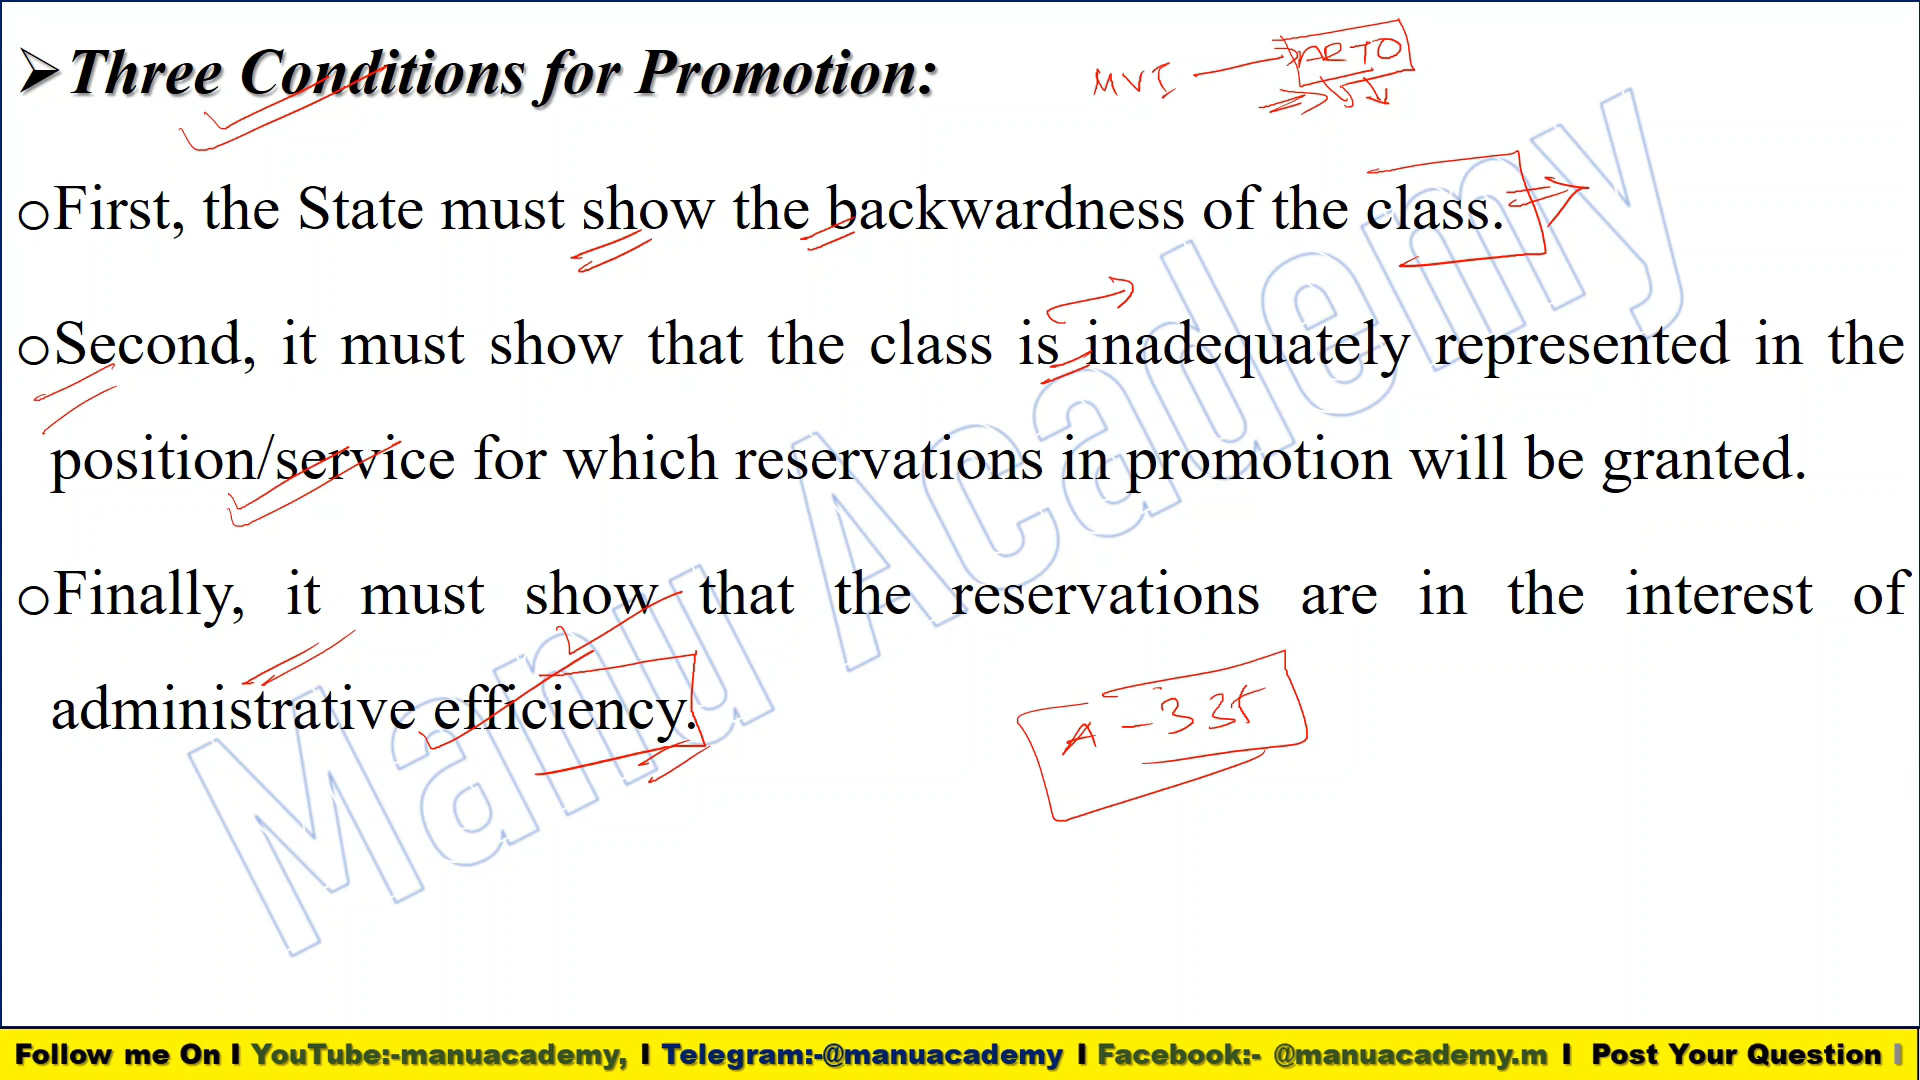 ➢Three Conditions for Promotion:
MVI
ARTO
oFirst, the State must show the backwardness of the class.
oSecond, it must show that the class is inadequately represented in the
position/service for which reservations in promotion will be granted.
oFinally, it must show that the reservations are in the interest of
administrative efficiency.
A - 335
Manu Academy
Follow me On I YouTube:-manuacademy, I Telegram:-@manuacademy I Facebook:- @manuacademy.m I Post Your Question I